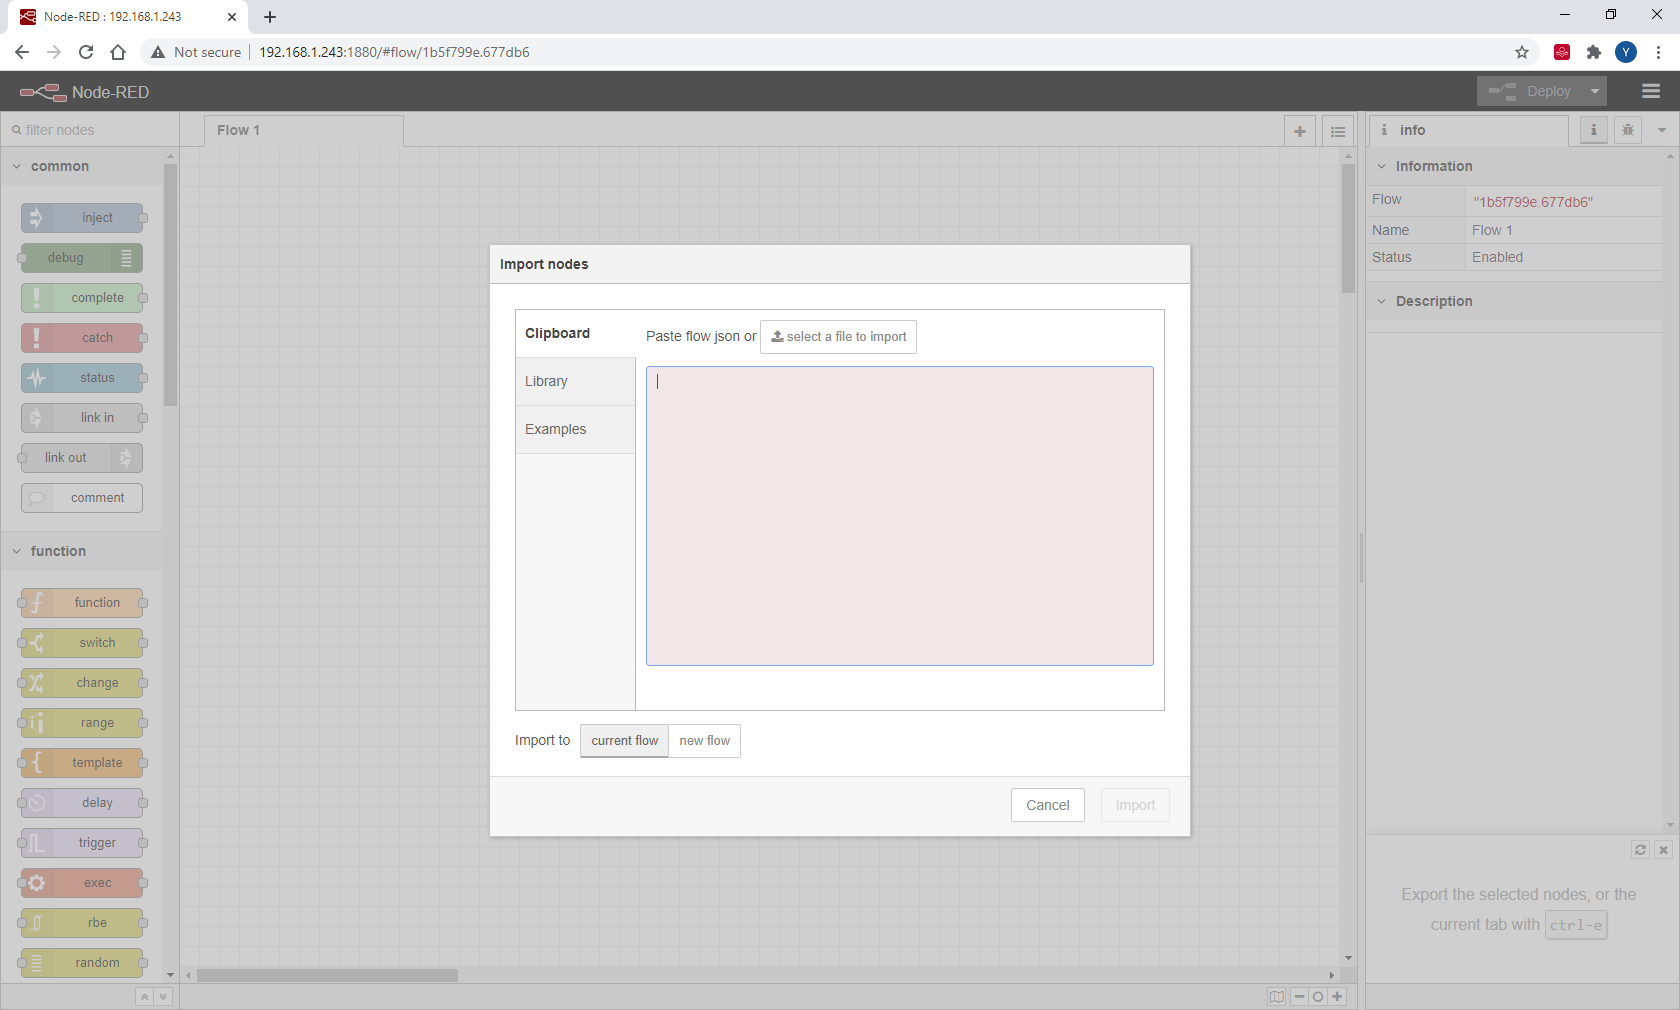 Node-RED : 192.168.1.243
Not secure
192.168.1.243:1880/#flow/1b5f799e.677db6
Y
Node-RED
Deploy
filter nodes
common
inject
debug
complete
catch
status
link in
link out
comment
function
function
switch
change
range
template
delay
trigger
exec
rbe
random
Flow 1
Import nodes
Clipboard
Library
Examples
Paste flow json or select a file to import
Import to current flow new flow
Cancel Import
info
Information
Flow "1b5f799e.677db6"
Name Flow 1
Status Enabled
Description
Export the selected nodes, or the
current tab with ctrl-e